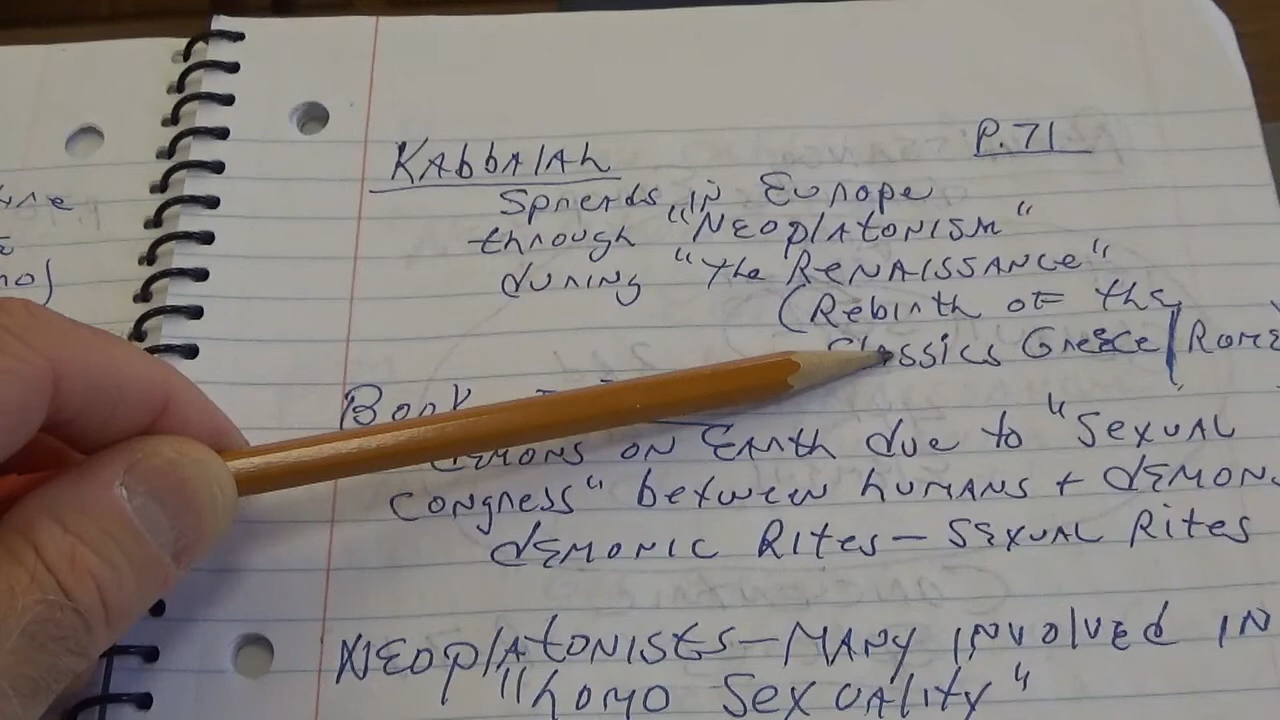 P.71
KAbbAlAh
Spreads in Europe
through "NEOplAtonism"
during "the RENAISSANCE"
(Rebirth of the
Classics Greece/Rome
Book
demons on Earth due to "Sexual
Congress" between humans + demon
demonic Rites - Sexual Rites
NEOplAtonists - MANY involved in
"homo Sexuality"